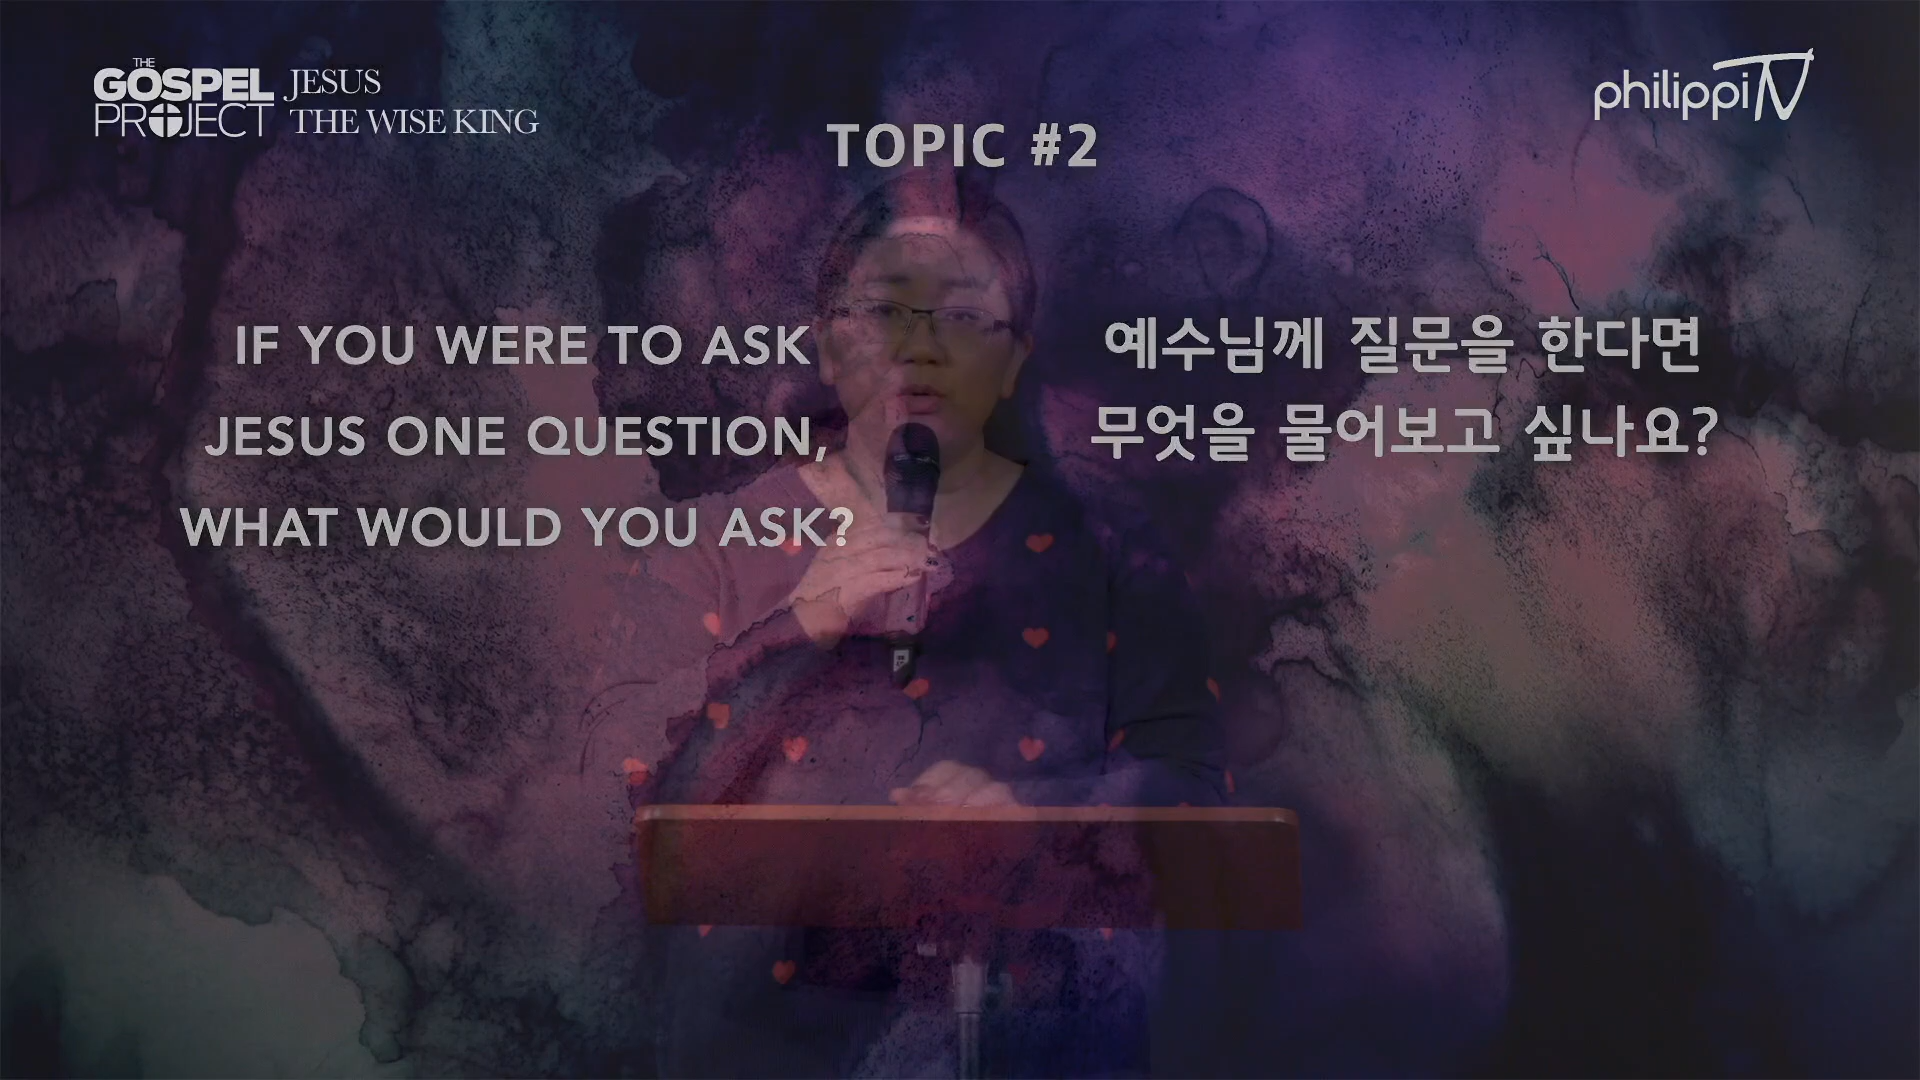 THE
GOSPEL
PROJECT
JESUS
THE WISE KING
philippi TV
TOPIC #2
IF YOU WERE TO ASK
JESUS ONE QUESTION,
WHAT WOULD YOU ASK?
예수님께 질문을 한다면
무엇을 물어보고 싶나요?